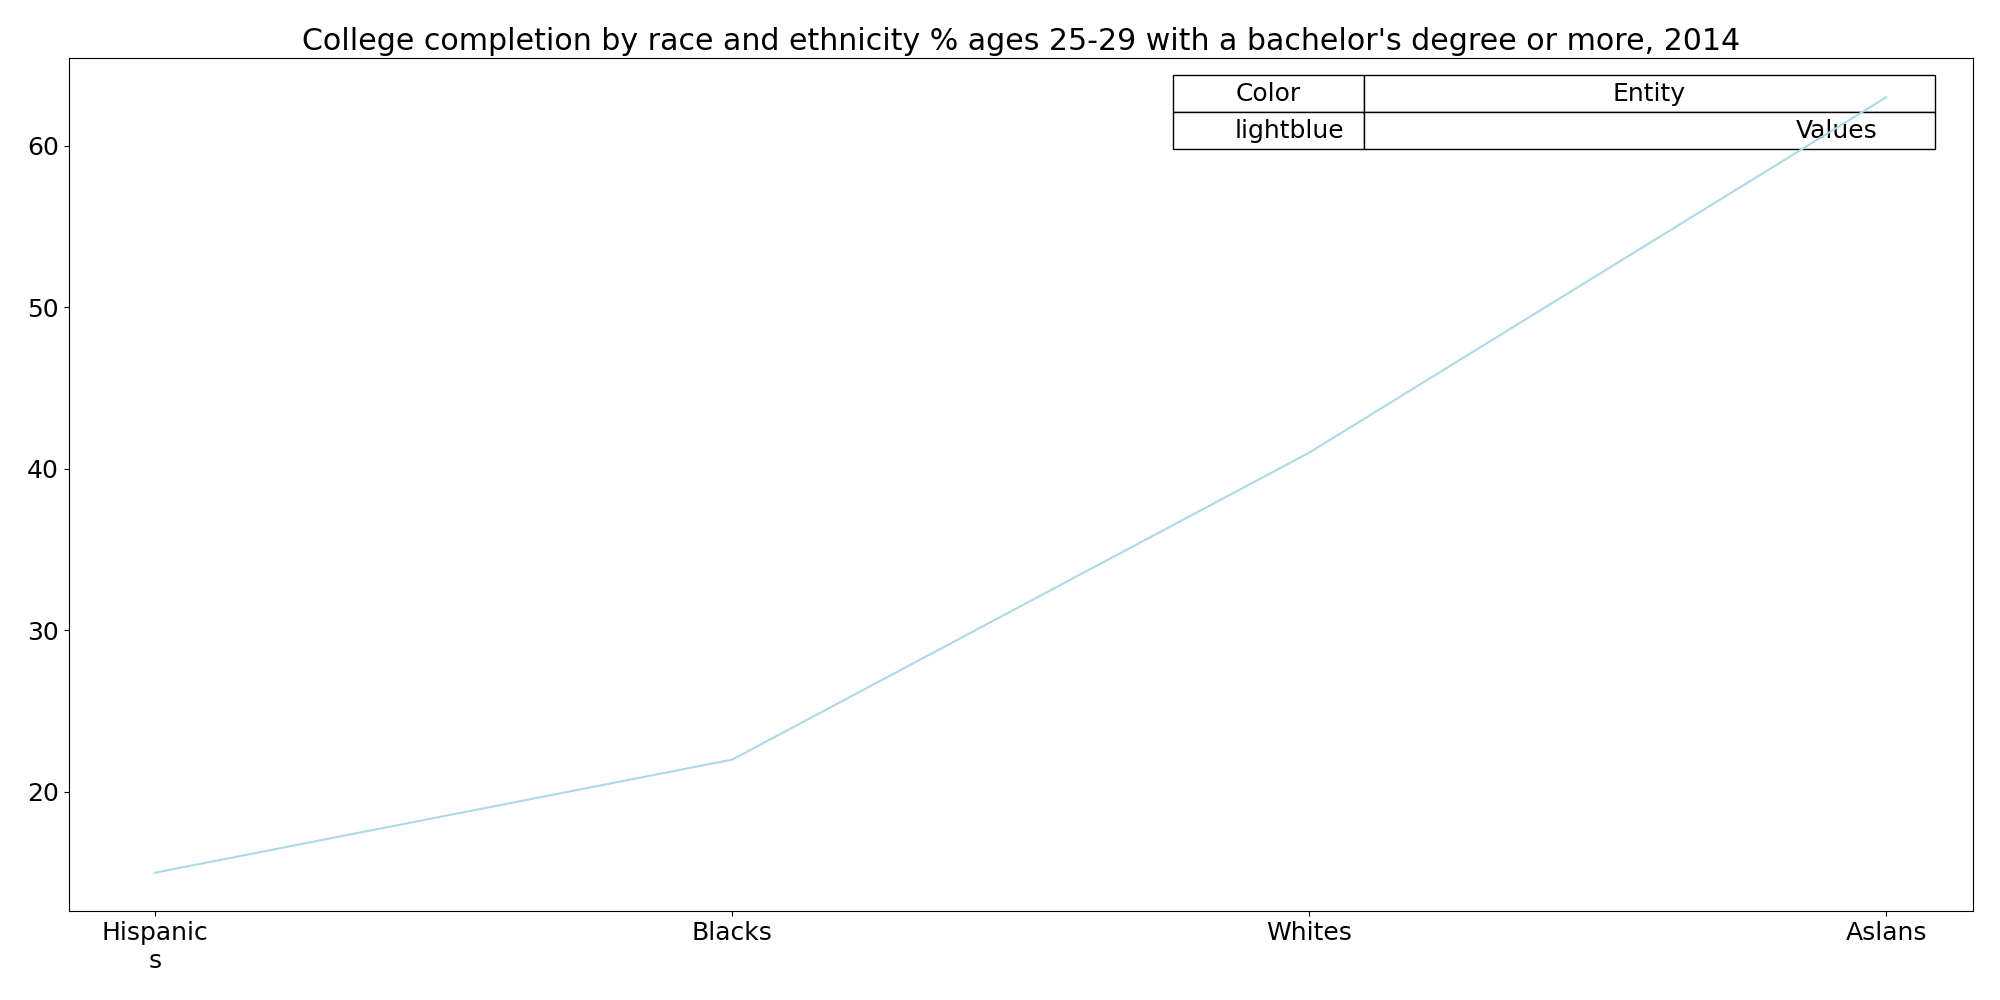 College completion by race and ethnicity % ages 25-29 with a bachelor's degree or more, 2014
Color Entity
lightblue Values
60
50
40
30
20
Hispanic
s
Blacks
Whites
Aslans